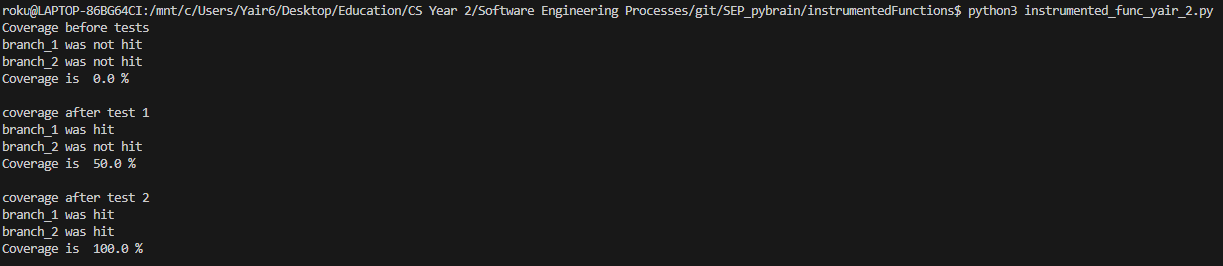 roku@LAPTOP-86BG64CI:/mnt/c/Users/Yair6/Desktop/Education/CS Year 2/Software Engineering Processes/git/SEP_pybrain/instrumentedFunctions$ python3 instrumented_func_yair_2.py
Coverage before tests
branch_1 was not hit
branch_2 was not hit
Coverage is  0.0 %
coverage after test 1
branch_1 was hit
branch_2 was not hit
Coverage is  50.0 %
coverage after test 2
branch_1 was hit
branch_2 was hit
Coverage is  100.0 %